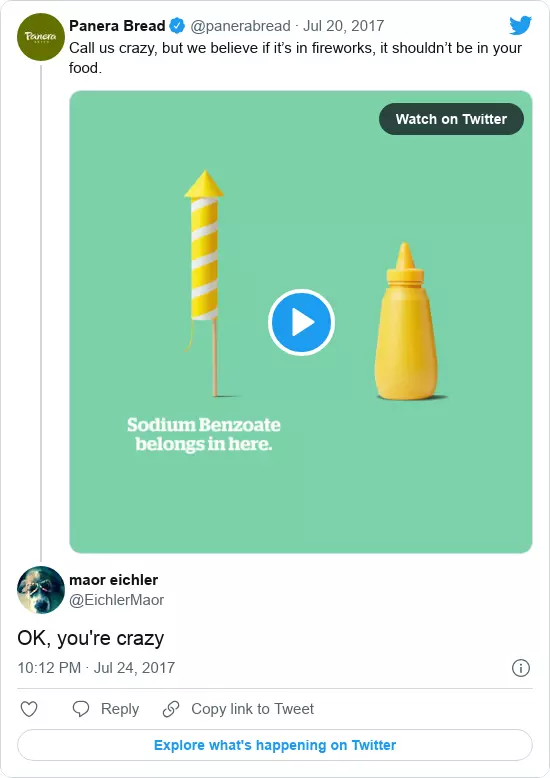 Panera Bread @panerabread · Jul 20, 2017
Call us crazy, but we believe if it’s in fireworks, it shouldn’t be in your
food.
Panera
Watch on Twitter
Sodium Benzoate
belongs in here.
maor eichler
@EichlerMaor
OK, you're crazy
10:12 PM · Jul 24, 2017
Reply Copy link to Tweet
Explore what's happening on Twitter